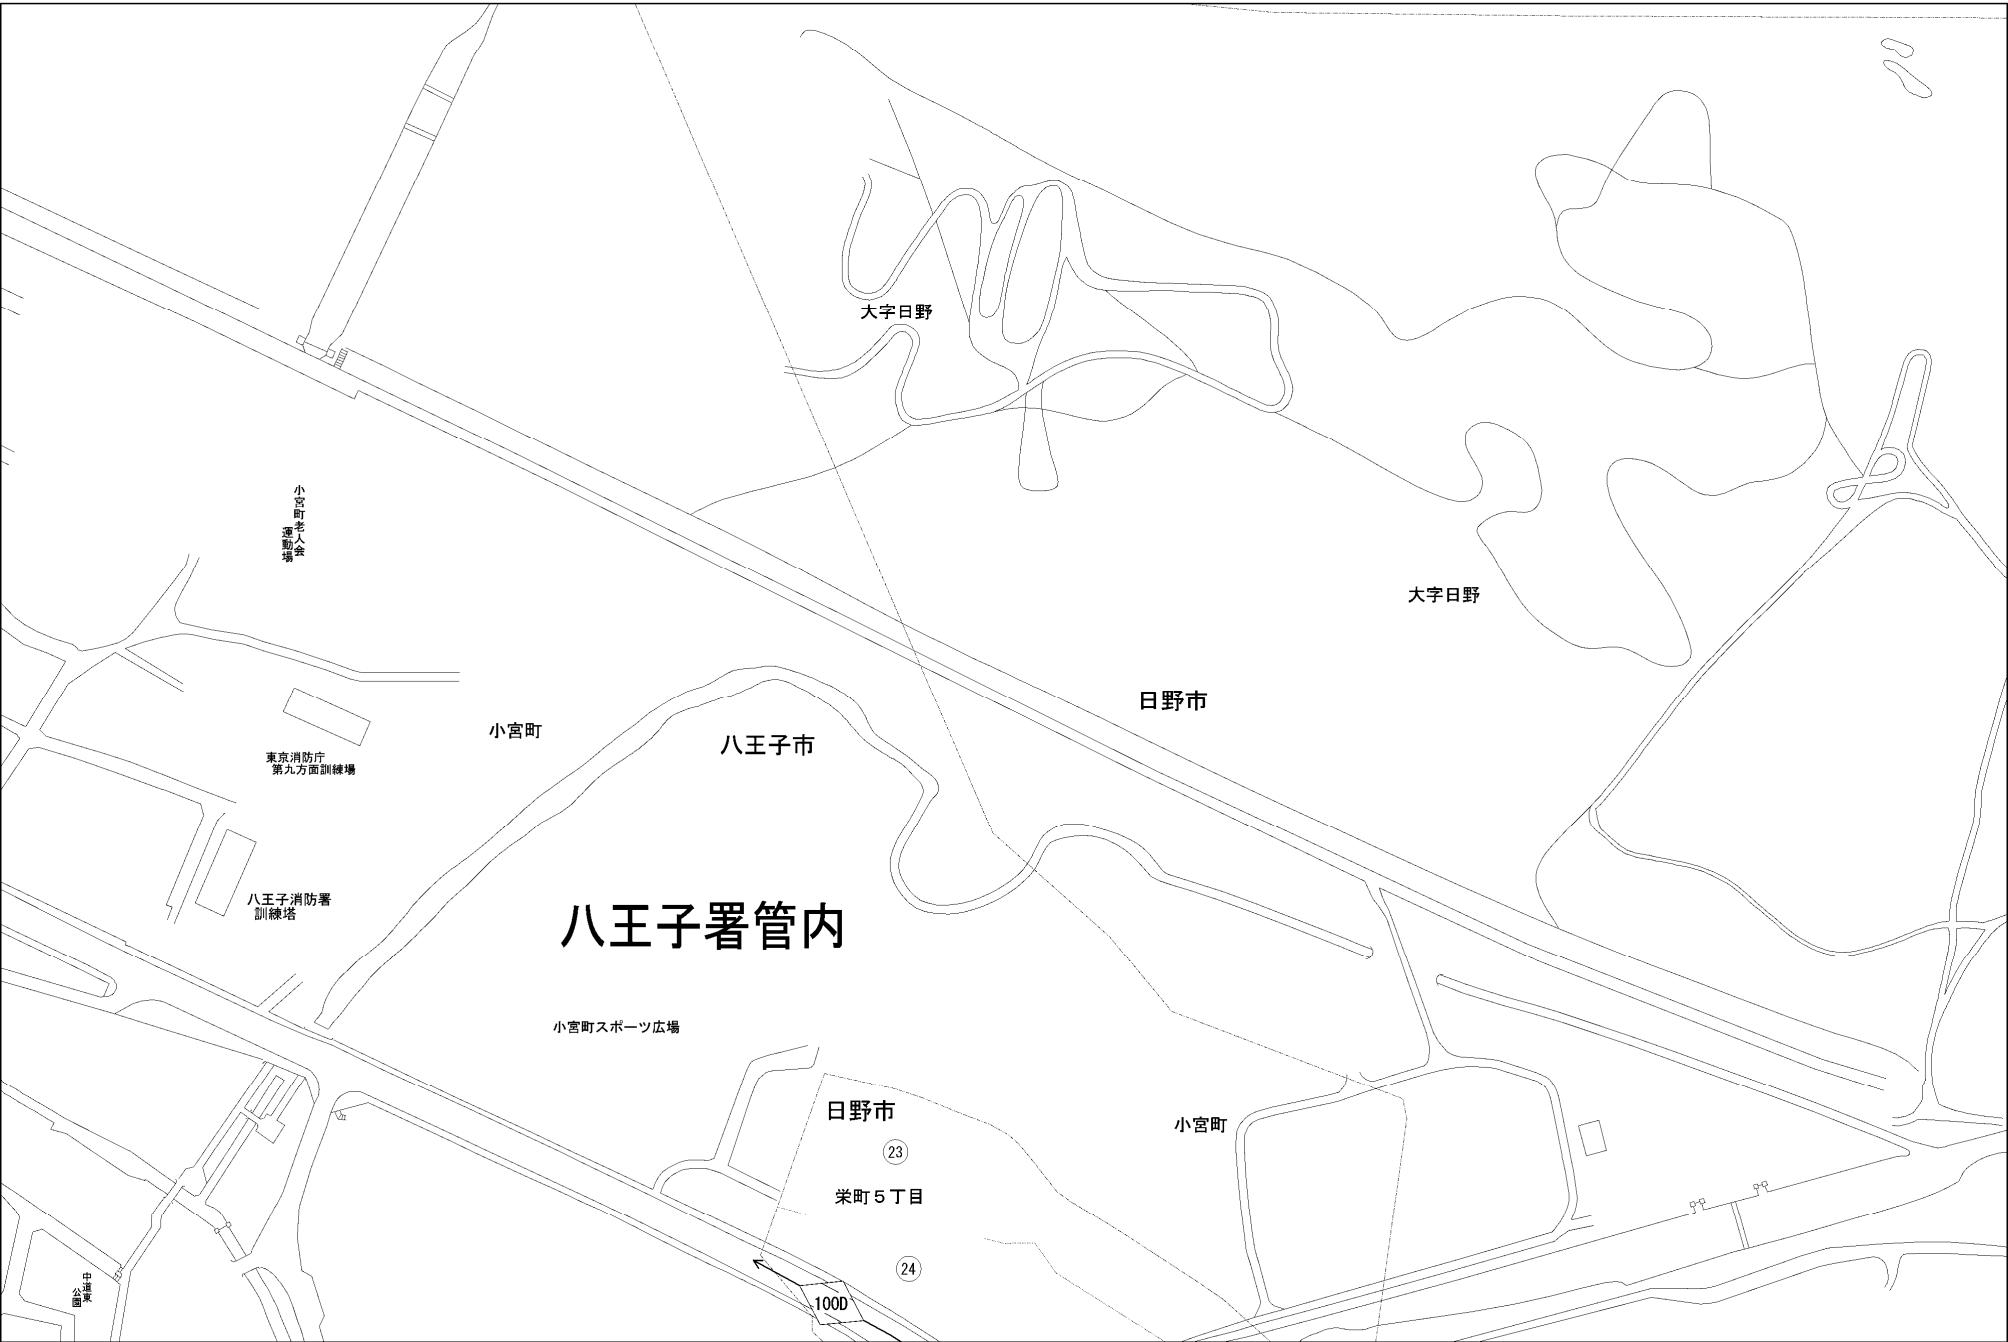 大字日野
小宮町老人会
運動場
大字日野
日野市
小宮町
八王子市
東京消防庁
第九方面訓練場
八王子消防署
訓練塔
八王子署管内
小宮町スポーツ広場
日野市
小宮町
23
栄町５丁目
24
中道東
公園
100D